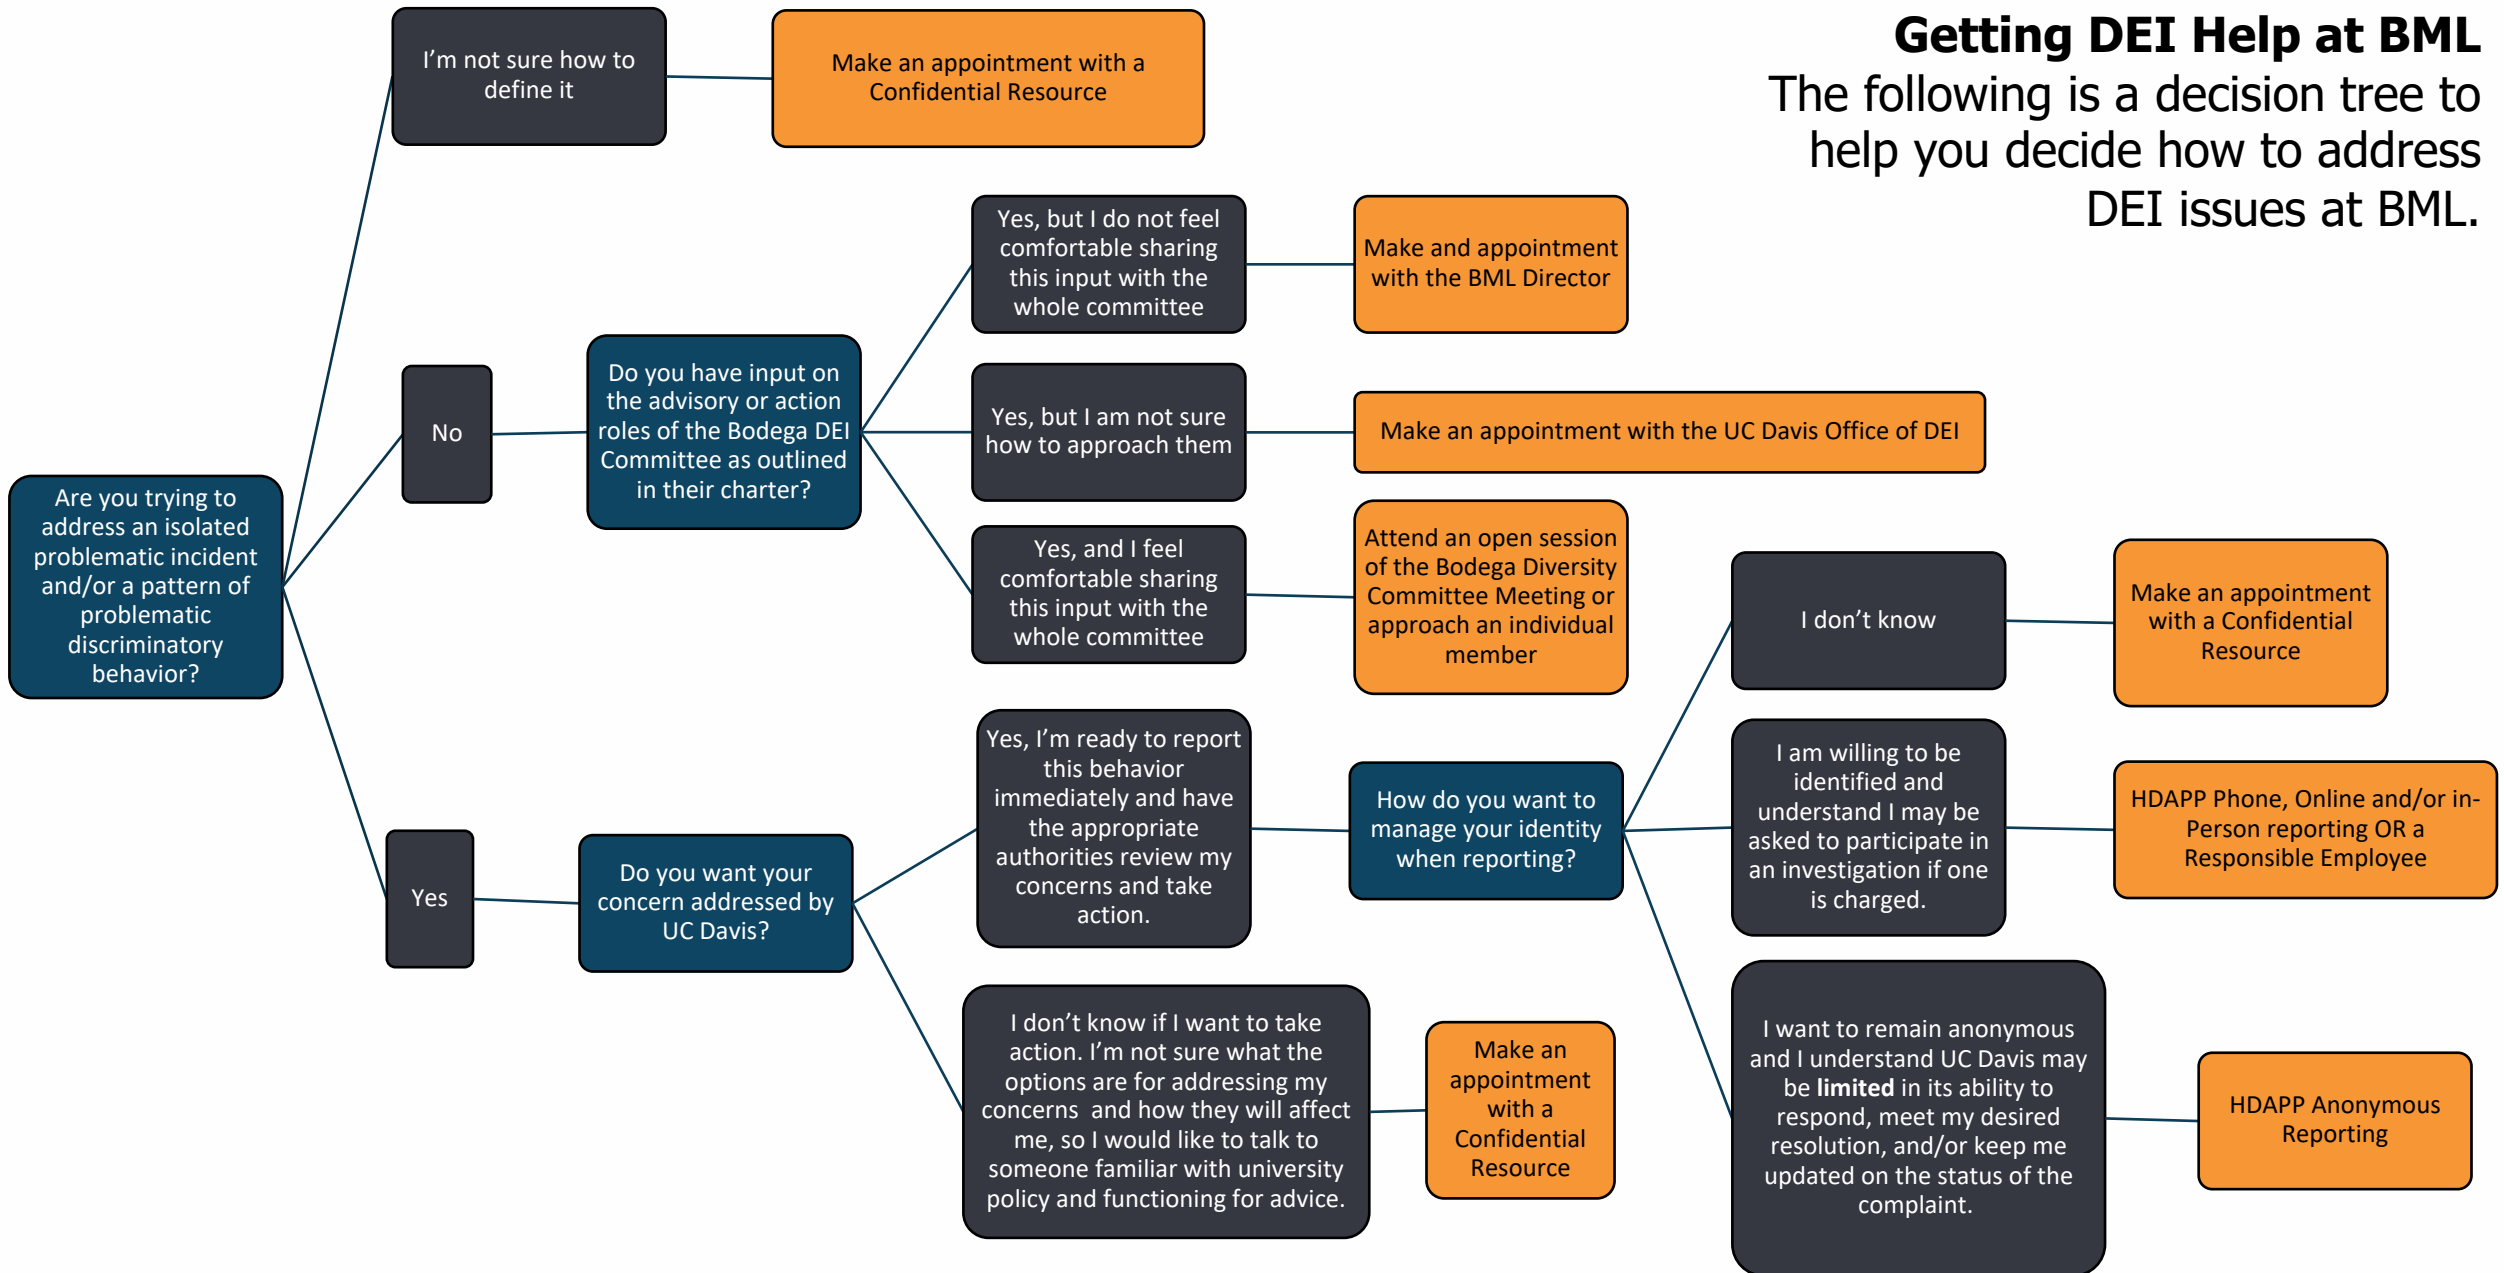 Getting DEI Help at BML
The following is a decision tree to
help you decide how to address
DEI issues at BML.
Are you trying to
address an isolated
problematic incident
and/or a pattern of
problematic
discriminatory
behavior?
I'm not sure how to
define it
Make an appointment with a
Confidential Resource
No
Do you have input on
the advisory or action
roles of the Bodega DEI
Committee as outlined
in their charter?
Yes, but I do not feel
comfortable sharing
this input with the
whole committee
Make and appointment
with the BML Director
Yes, but I am not sure
how to approach them
Make an appointment with the UC Davis Office of DEI
Yes, and I feel
comfortable sharing
this input with the
whole committee
Attend an open session
of the Bodega Diversity
Committee Meeting or
approach an individual
member
Yes
Do you want your
concern addressed by
UC Davis?
Yes, I'm ready to report
this behavior
immediately and have
the appropriate
authorities review my
concerns and take
action.
How do you want to
manage your identity
when reporting?
I don't know
Make an appointment
with a Confidential
Resource
I am willing to be
identified and
understand I may be
asked to participate in
an investigation if one
is charged.
HDAPP Phone, Online and/or in-
Person reporting OR a
Responsible Employee
I want to remain anonymous
and I understand UC Davis may
be limited in its ability to
respond, meet my desired
resolution, and/or keep me
updated on the status of the
complaint.
HDAPP Anonymous
Reporting
I don't know if I want to take
action. I'm not sure what the
options are for addressing my
concerns  and how they will affect
me, so I would like to talk to
someone familiar with university
policy and functioning for advice.
Make an
appointment
with a
Confidential
Resource